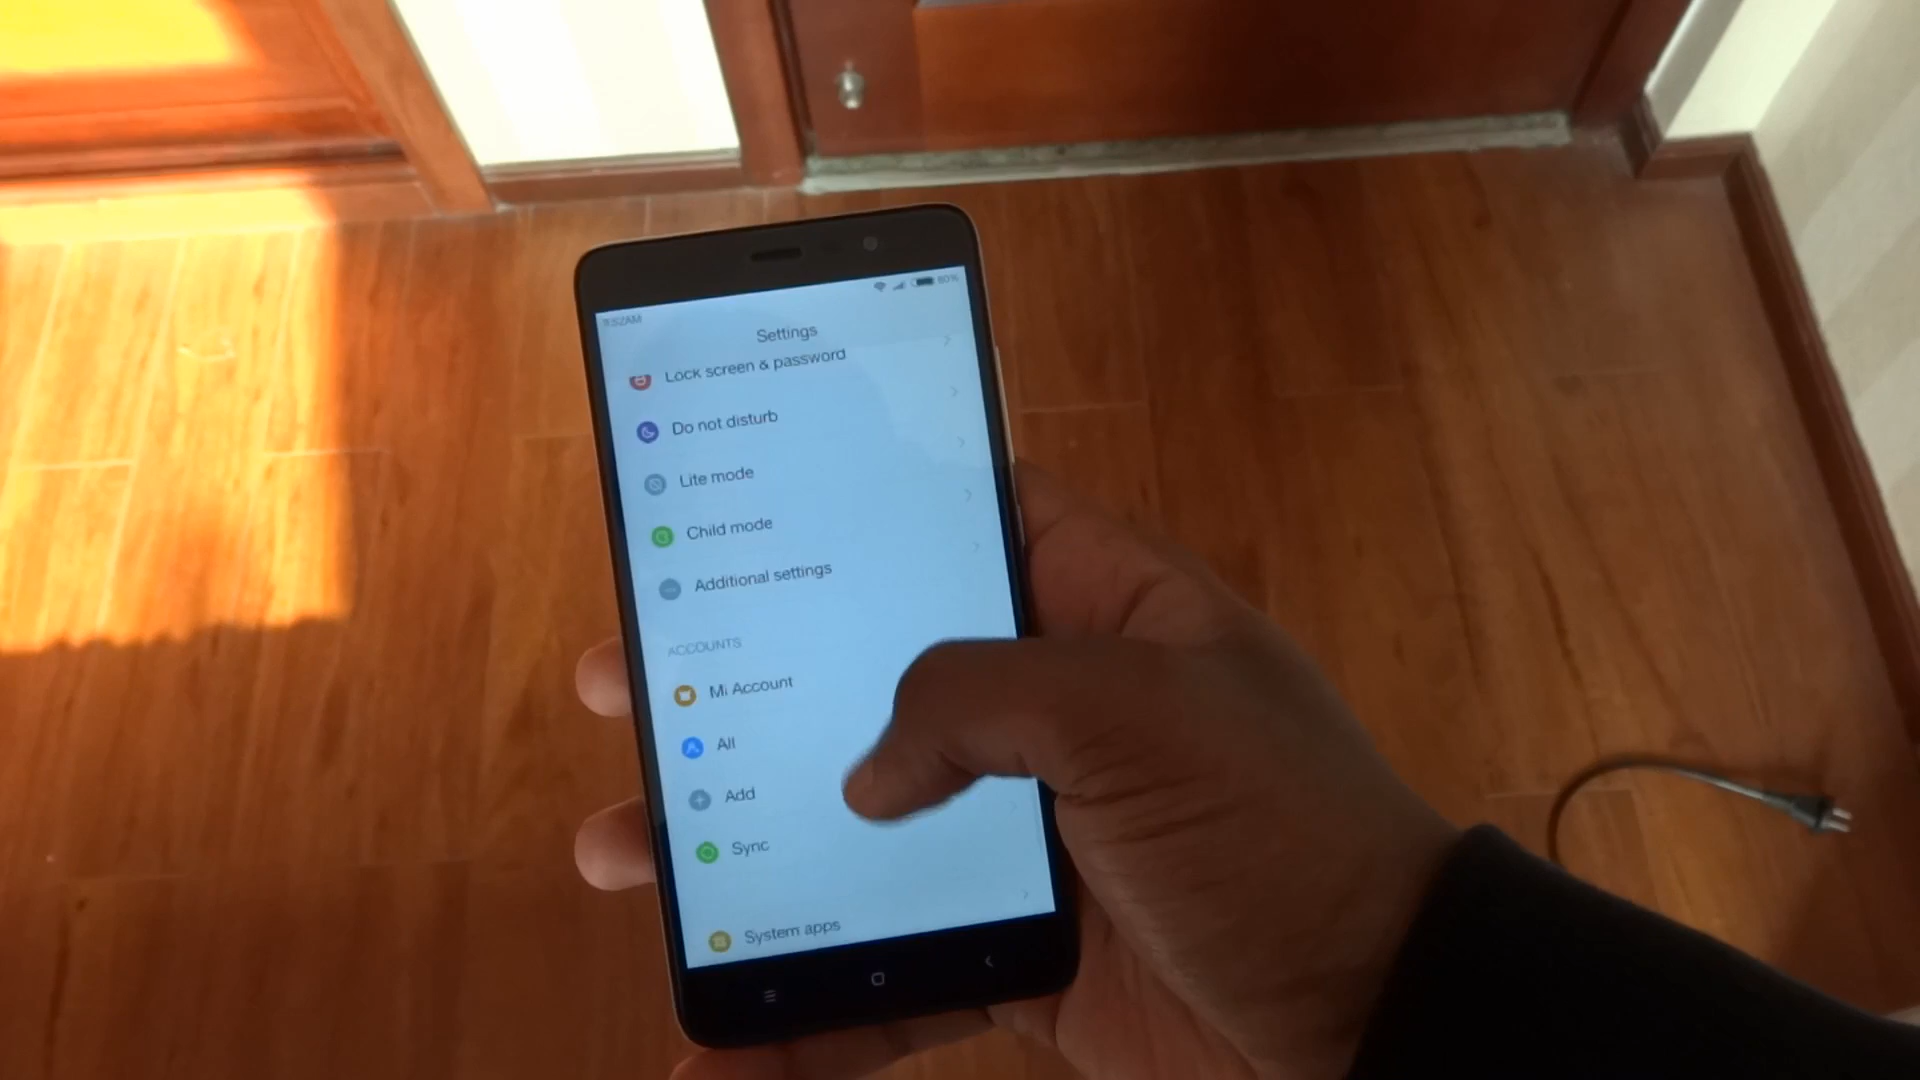 80%
Settings
Lock screen & password
Do not disturb
Lite mode
Child mode
Additional settings
ACCOUNTS
Mi Account
All
Add
Sync
System apps